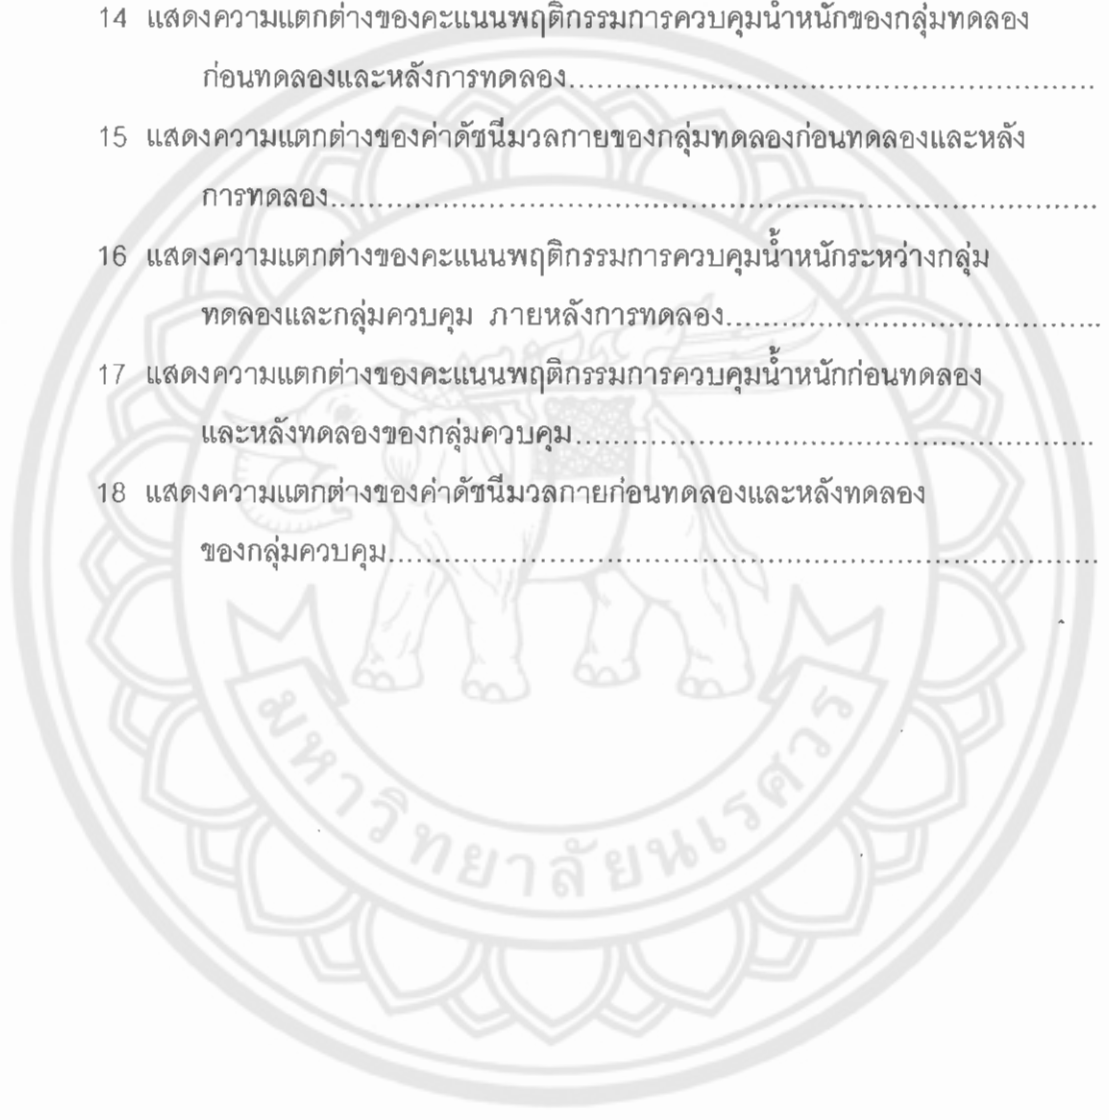 14 แสดงความแตกต่างของคะแนนพฤติกรรมการควบคุมน้ำหนักของกลุ่มทดลอง
ก่อนทดลองและหลังการทดลอง........................................................
15 แสดงความแตกต่างของค่าดัชนีมวลกายของกลุ่มทดลองก่อนทดลองและหลัง
การทดลอง.................................................................................
16 แสดงความแตกต่างของคะแนนพฤติกรรมการควบคุมน้ำหนักระหว่างกลุ่ม
ทดลองและกลุ่มควบคุม ภายหลังการทดลอง........................................
17 แสดงความแตกต่างของคะแนนพฤติกรรมการควบคุมน้ำหนักก่อนทดลอง
และหลังทดลองของกลุ่มควบคุม.......................................................
18 แสดงความแตกต่างของค่าดัชนีมวลกายก่อนทดลองและหลังทดลอง
ของกลุ่มควบคุม...........................................................................
มหาวิทยาลัยนเรศวร